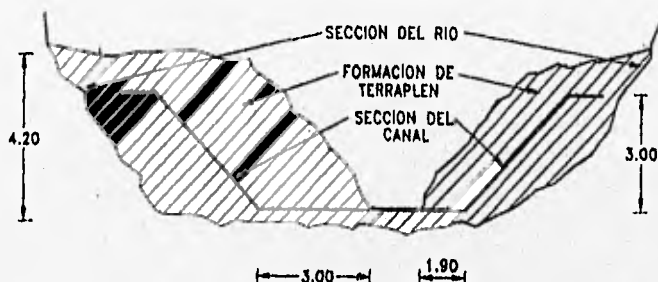 SECCION DEL RIO
FORMACION DE
TERRAPLEN
SECCION DEL
CANAL
4.20
3.00
3.00
1.90